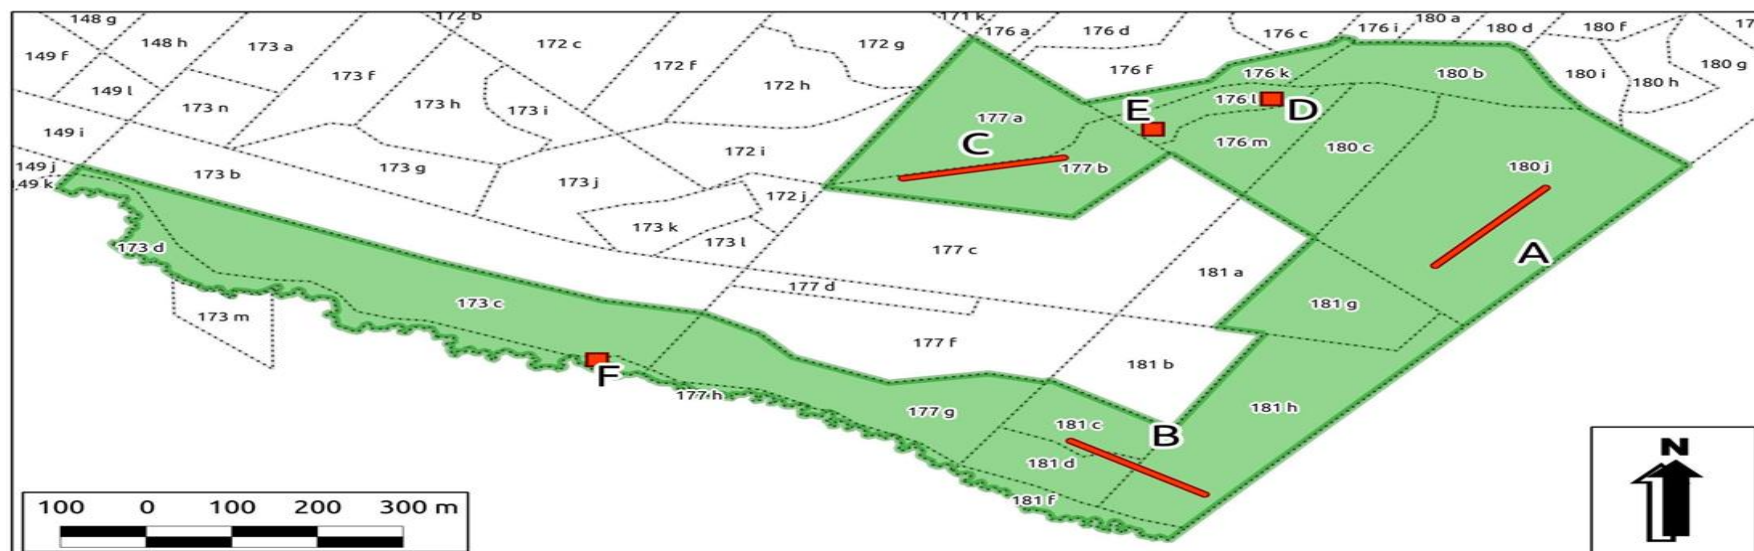 148 g
172 b
171 k
176 a
176 d
176 c
176 i
180 a
180 d
180 f
149 f
148 h
173 a
172 c
172 g
176 f
176 k
180 b
180 i
180 h
180 g
173 f
172 f
172 h
149 l
173 n
173 h
173 i
177 a
E
176 l
D
149 i
172 i
C
176 m
180 c
149 j
173 b
173 g
173 j
177 b
180 j
149 k
172 j
173 k
173 l
173 d
177 c
A
181 a
177 d
173 c
181 g
173 m
177 f
181 b
F
177 h
177 g
181 h
181 c
B
181 d
181 f
N
100 0 100 200 300 m